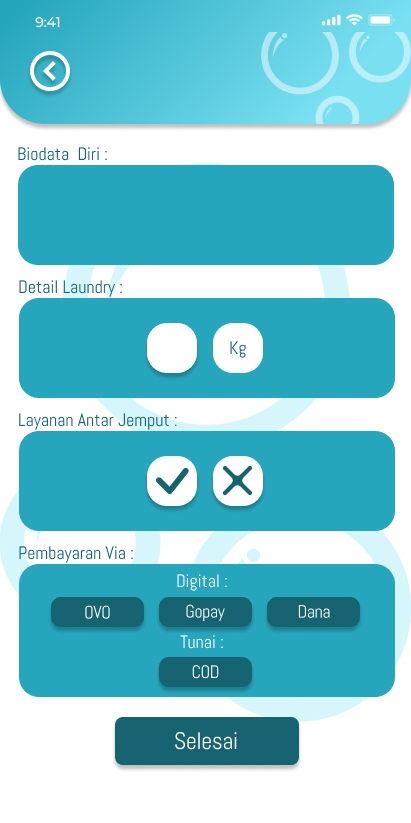 9:41
Biodata Diri :
Detail Laundry :
Kg
Layanan Antar Jemput :
Pembayaran Via :
Digital :
OVO Gopay Dana
Tunai :
COD
Selesai